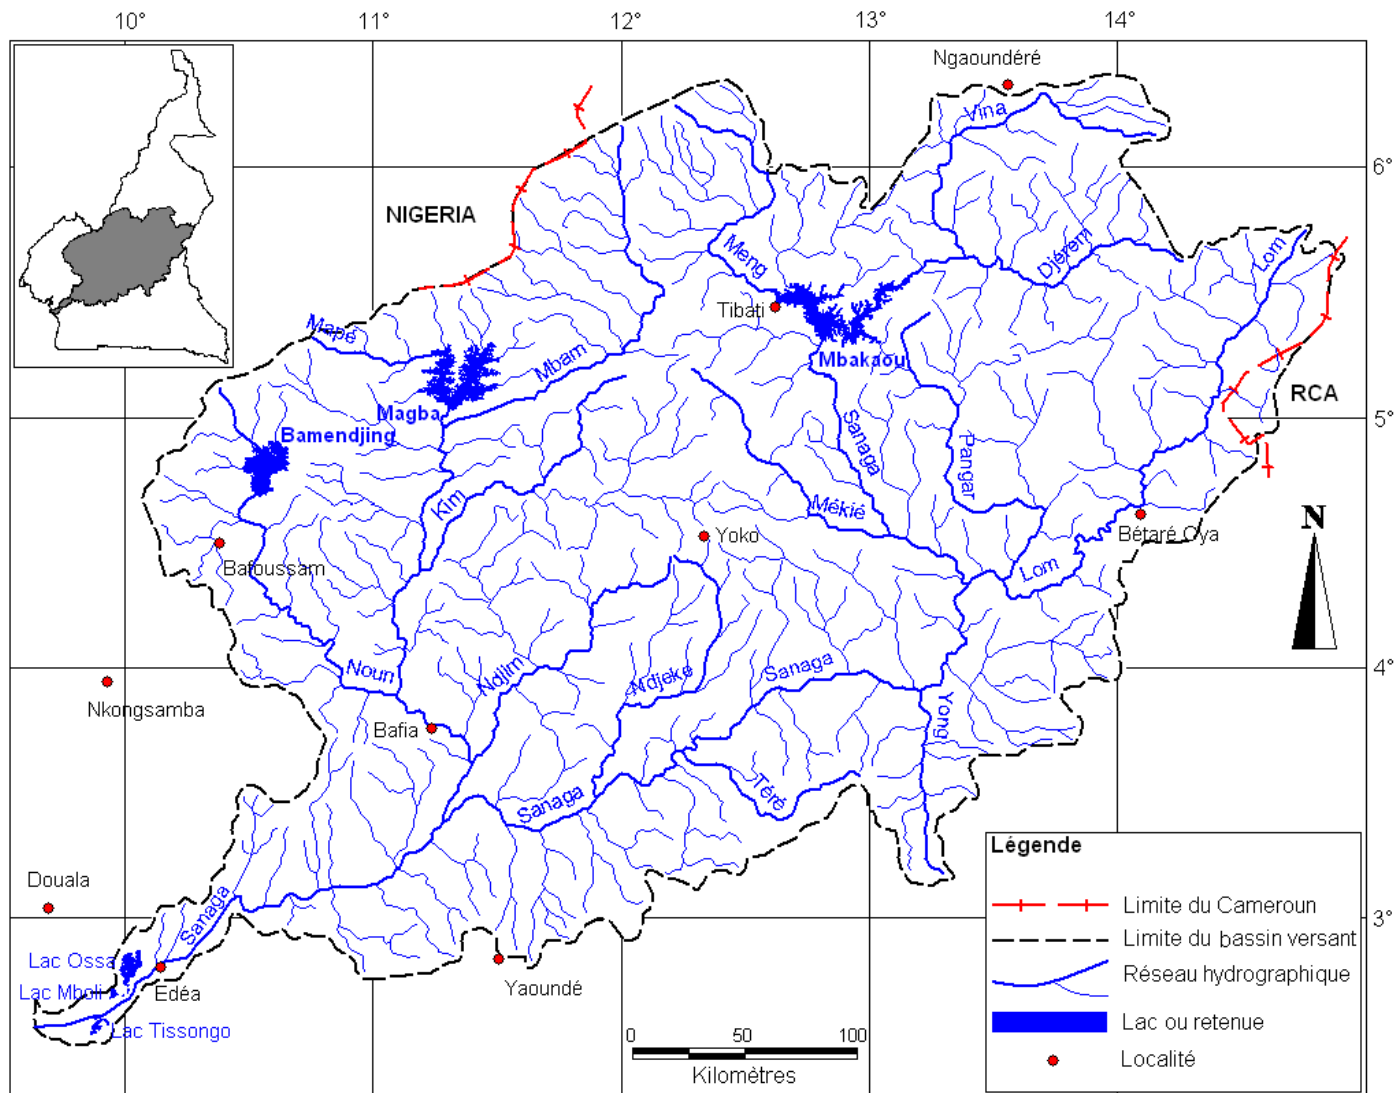 10°
11°
12°
13°
14°
Ngaoundéré
Vina
6°
NIGERIA
Meng
Djérem
Lom
Tibati
Mapé
Mbam
Mbakaou
RCA
Magba
5°
Bamendjing
Sanaga
Pangar
Kim
Mékié
N
Yoko
Bétaré Oya
Bafoussam
Lom
4°
Noun
Ndjim
Ndjeke
Sanaga
Nkongsamba
Yong
Bafia
Téré
Sanaga
Légende
Douala
Limite du Cameroun
3°
Sanaga
Limite du bassin versant
Lac Ossa
Réseau hydrographique
Yaoundé
Lac Mboli
Edéa
Lac Tissongo
Lac ou retenue
0 50 100
Localité
Kilomètres